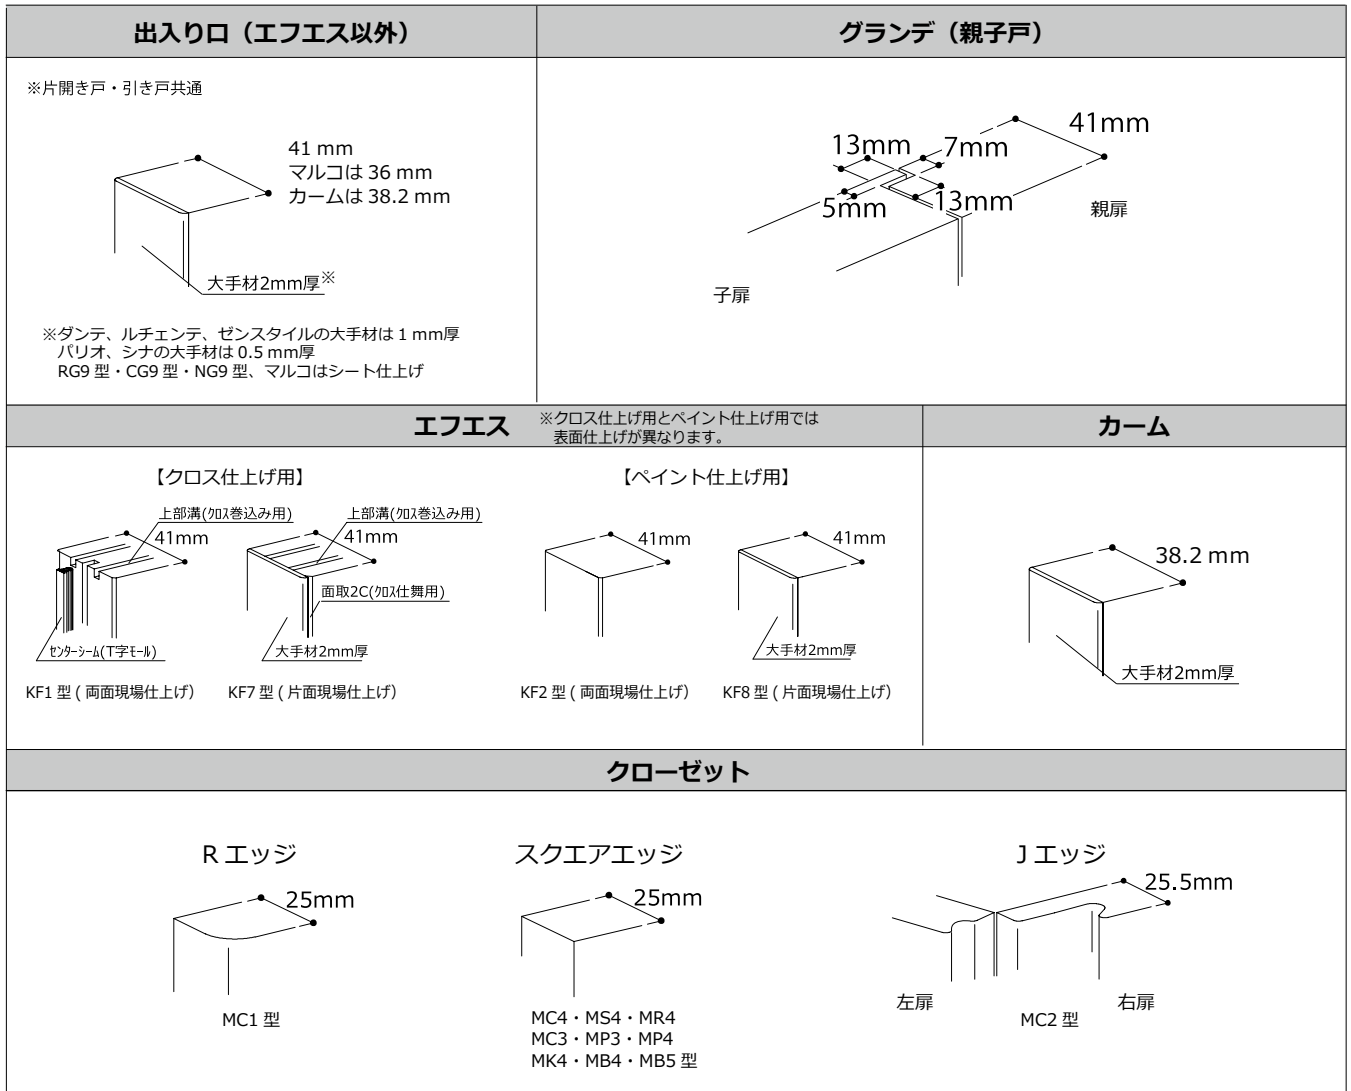 出入り口（エフエス以外）
グランデ（親子戸）
※片開き戸・引き戸共通
41 mm
マルコは 36 mm
カームは 38.2 mm
大手材2mm厚※
※ダンテ、ルチェンテ、ゼンスタイルの大手材は 1 mm厚
パリオ、シナの大手材は 0.5 mm厚
RG9 型・CG9 型・NG9 型、マルコはシート仕上げ
41mm
13mm
7mm
5mm
13mm
親扉
子扉
エフエス
※クロス仕上げ用とペイント仕上げ用では
表面仕上げが異なります。
カーム
【クロス仕上げ用】
【ペイント仕上げ用】
上部溝(ｸﾛｽ巻込み用)
41mm
ｾﾝﾀｰｼｰﾑ(T字ﾓｰﾙ)
KF1 型 ( 両面現場仕上げ)
上部溝(ｸﾛｽ巻込み用)
41mm
面取2C(ｸﾛｽ仕舞用)
大手材2mm厚
KF7 型 ( 片面現場仕上げ)
41mm
KF2 型 ( 両面現場仕上げ)
41mm
大手材2mm厚
KF8 型 ( 片面現場仕上げ)
38.2 mm
大手材2mm厚
クローゼット
R エッジ
25mm
MC1 型
スクエアエッジ
25mm
MC4・MS4・MR4
MC3・MP3・MP4
MK4・MB4・MB5 型
J エッジ
25.5mm
左扉
右扉
MC2 型